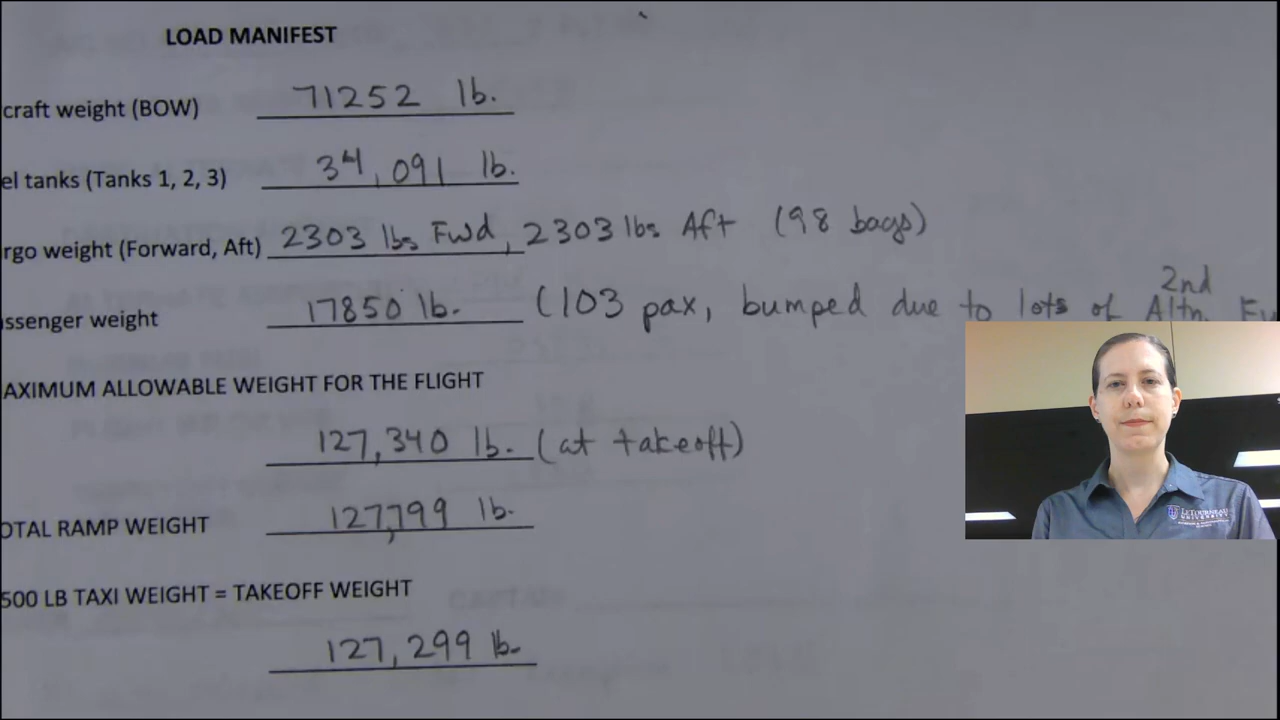 LOAD MANIFEST
craft weight (BOW) 71252 lb.
el tanks (Tanks 1, 2, 3) 34,091 lb.
rgo weight (Forward, Aft) 2303 lbs Fwd, 2303 lbs Aft (98 bags)
2nd
ssenger weight 17850 lb. (103 pax, bumped due to lots of Altn.
AXIMUM ALLOWABLE WEIGHT FOR THE FLIGHT
127,340 lb. (at takeoff)
OTAL RAMP WEIGHT 127,799 lb.
500 LB TAXI WEIGHT = TAKEOFF WEIGHT
127,299 lb.
LETOURNEAU
UNIVERSITY